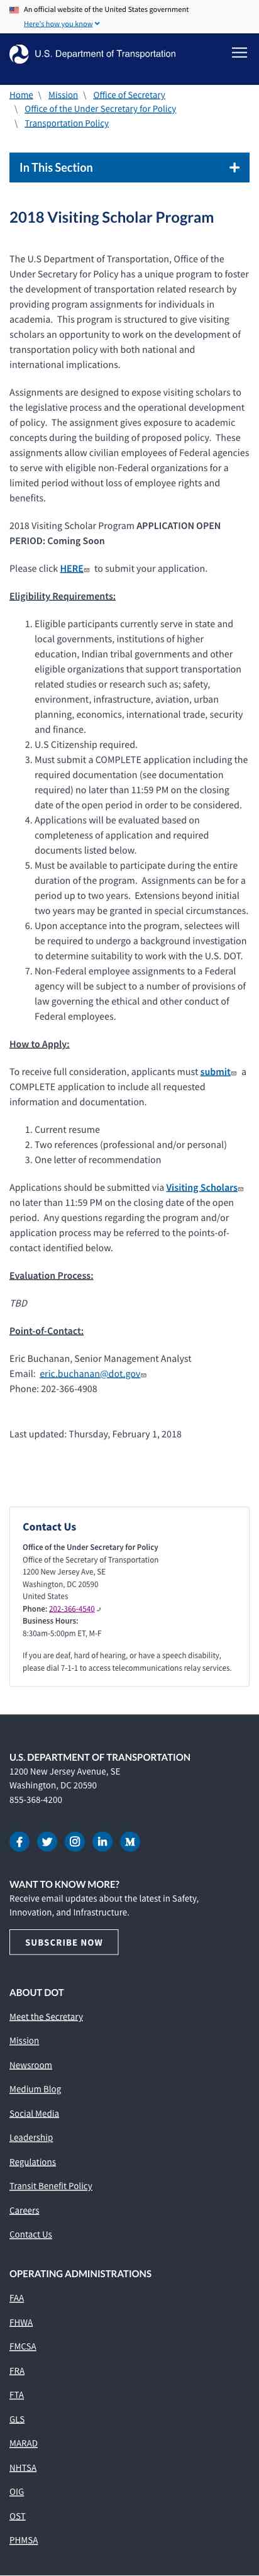 An official website of the United States government
Here's how you know
U.S. Department of Transportation
Home \ Mission \ Office of Secretary
\ Office of the Under Secretary for Policy
\ Transportation Policy
In This Section
2018 Visiting Scholar Program
The U.S Department of Transportation, Office of the
Under Secretary for Policy has a unique program to foster
the development of transportation related research by
providing program assignments for individuals in
academia.  This program is structured to give visiting
scholars an opportunity to work on the development of
transportation policy with both national and
international implications.
Assignments are designed to expose visiting scholars to
the legislative process and the operational development
of policy.  The assignments give exposure to academic
concepts during the building of proposed policy.  These
assignments allow civilian employees of Federal agencies
to serve with eligible non-Federal organizations for a
limited period without loss of employee rights and
benefits.
2018 Visiting Scholar Program APPLICATION OPEN
PERIOD: Coming Soon
Please click HERE to submit your application.
Eligibility Requirements:
1. Eligible participants currently serve in state and
local governments, institutions of higher
education, Indian tribal governments and other
eligible organizations that support transportation
related studies or research such as; safety,
environment, infrastructure, aviation, urban
planning, economics, international trade, security
and finance.
2. U.S Citizenship required.
3. Must submit a COMPLETE application including the
required documentation (see documentation
required) no later than 11:59 PM on the closing
date of the open period in order to be considered.
4. Applications will be evaluated based on
completeness of application and required
documents listed below.
5. Must be available to participate during the entire
duration of the program.  Assignments can be for a
period up to two years.  Extensions beyond initial
two years may be granted in special circumstances.
6. Upon acceptance into the program, selectees will
be required to undergo a background investigation
to determine suitability to work with the U.S. DOT.
7. Non-Federal employee assignments to a Federal
agency will be subject to a number of provisions of
law governing the ethical and other conduct of
Federal employees.
How to Apply:
To receive full consideration, applicants must submit a
COMPLETE application to include all requested
information and documentation.
1. Current resume
2. Two references (professional and/or personal)
3. One letter of recommendation
Applications should be submitted via Visiting Scholars
no later than 11:59 PM on the closing date of the open
period.  Any questions regarding the program and/or
application process may be referred to the points-of-
contact identified below.
Evaluation Process:
TBD
Point-of-Contact:
Eric Buchanan, Senior Management Analyst
Email:  eric.buchanan@dot.gov
Phone: 202-366-4908
Last updated: Thursday, February 1, 2018
Contact Us
Office of the Under Secretary for Policy
Office of the Secretary of Transportation
1200 New Jersey Ave, SE
Washington, DC 20590
United States
Phone: 202-366-4540
Business Hours:
8:30am-5:00pm ET, M-F
If you are deaf, hard of hearing, or have a speech disability,
please dial 7-1-1 to access telecommunications relay services.
U.S. DEPARTMENT OF TRANSPORTATION
1200 New Jersey Avenue, SE
Washington, DC 20590
855-368-4200
WANT TO KNOW MORE?
Receive email updates about the latest in Safety,
Innovation, and Infrastructure.
SUBSCRIBE NOW
ABOUT DOT
Meet the Secretary
Mission
Newsroom
Medium Blog
Social Media
Leadership
Regulations
Transit Benefit Policy
Careers
Contact Us
OPERATING ADMINISTRATIONS
FAA
FHWA
FMCSA
FRA
FTA
GLS
MARAD
NHTSA
OIG
OST
PHMSA